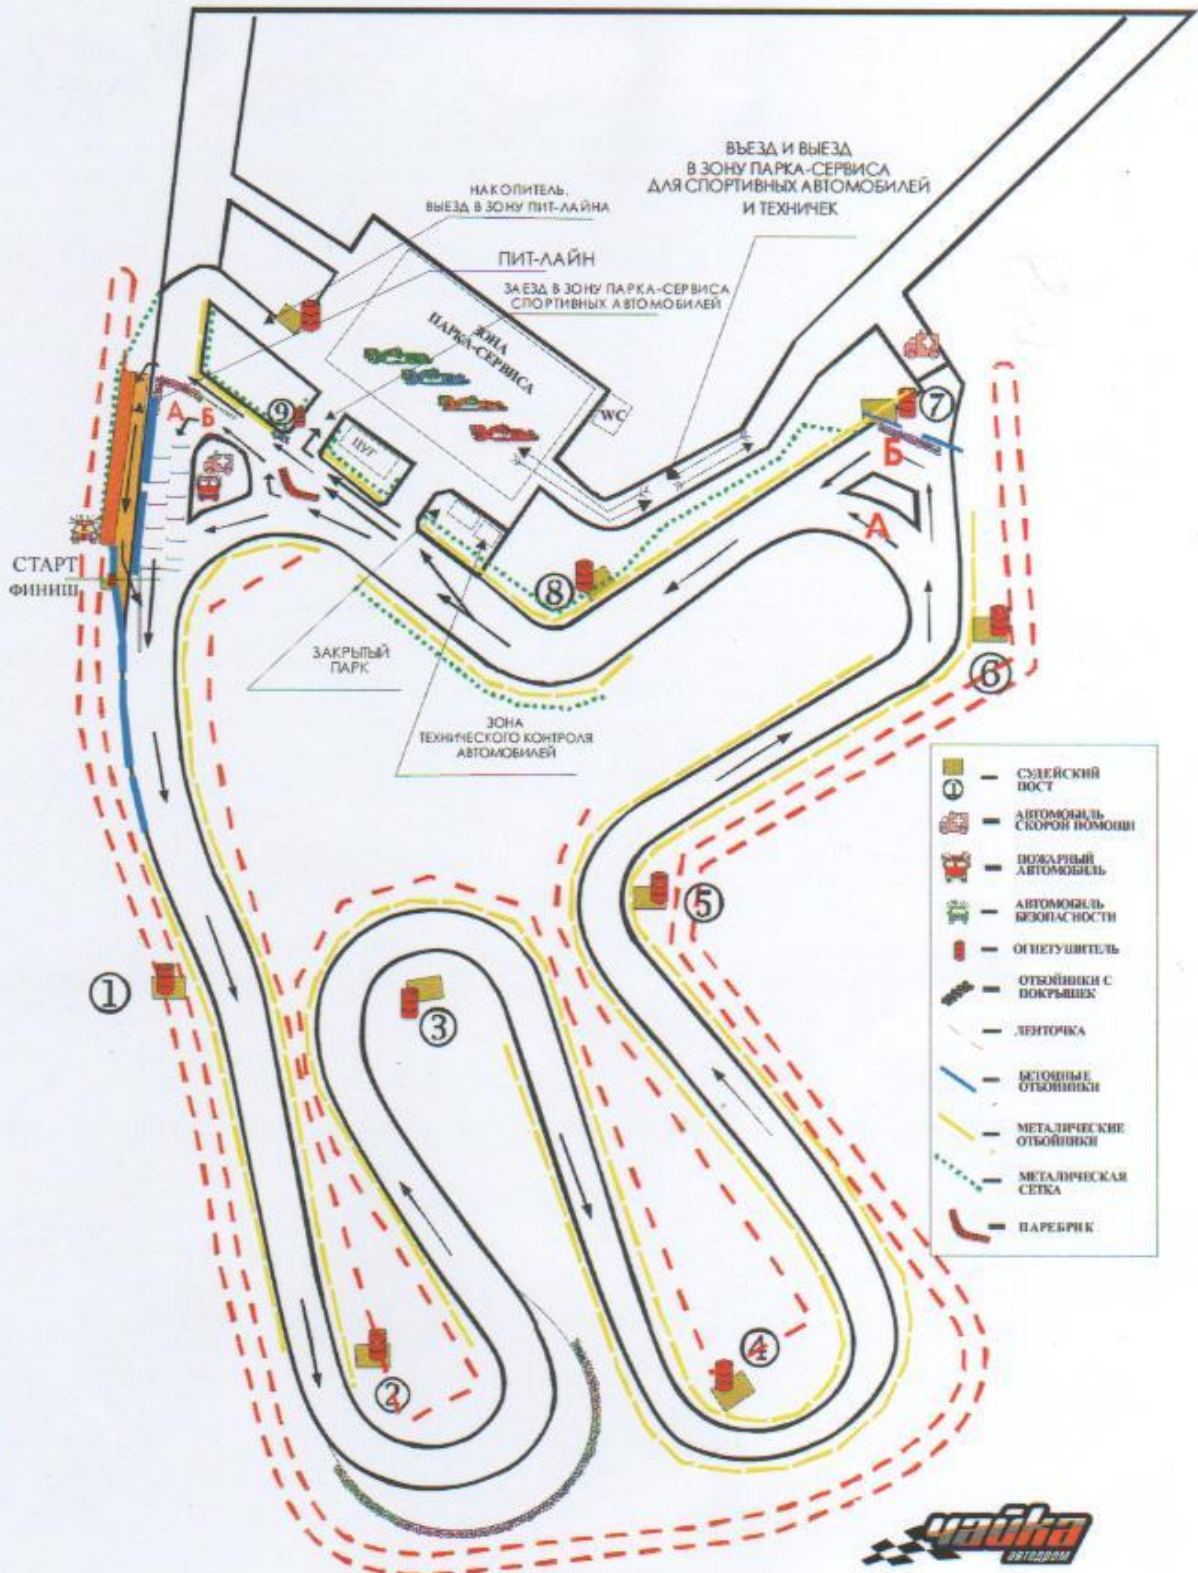 ВЪЕЗД И ВЫЕЗД
В ЗОНУ ПАРКА-СЕРВИСА
ДЛЯ СПОРТИВНЫХ АВТОМОБИЛЕЙ
И ТЕХНИЧЕК
НАКОПИТЕЛЬ.
ВЫЕЗД В ЗОНУ ПИТ-ЛАЙНА
ПИТ-ЛАЙН
ЗАЕЗД В ЗОНУ ПАРКА-СЕРВИСА
СПОРТИВНЫХ АВТОМОБИЛЕЙ
ЗОНА
ПАРКА-СЕРВИСА
WC
7
9
А Б
ЦУГ
Б
А
СТАРТ
ФИНИШ
8
6
ЗАКРЫТЫЙ
ПАРК
ЗОНА
ТЕХНИЧЕСКОГО КОНТРОЛЯ
АВТОМОБИЛЕЙ
5
1
3
4
2
1
СУДЕЙСКИЙ
ПОСТ
АВТОМОБИЛЬ
СКОРОЙ ПОМОЩИ
ПОЖАРНЫЙ
АВТОМОБИЛЬ
АВТОМОБИЛЬ
БЕЗОПАСНОСТИ
ОГНЕТУШИТЕЛЬ
ОТБОЙНИКИ С
ПОКРЫШЕК
ЛЕНТОЧКА
БЕТОННЫЕ
ОТБОЙНИКИ
МЕТАЛИЧЕСКИЕ
ОТБОЙНИКИ
МЕТАЛИЧЕСКАЯ
СЕТКА
ПАРЕБРИК
чайка
автодром